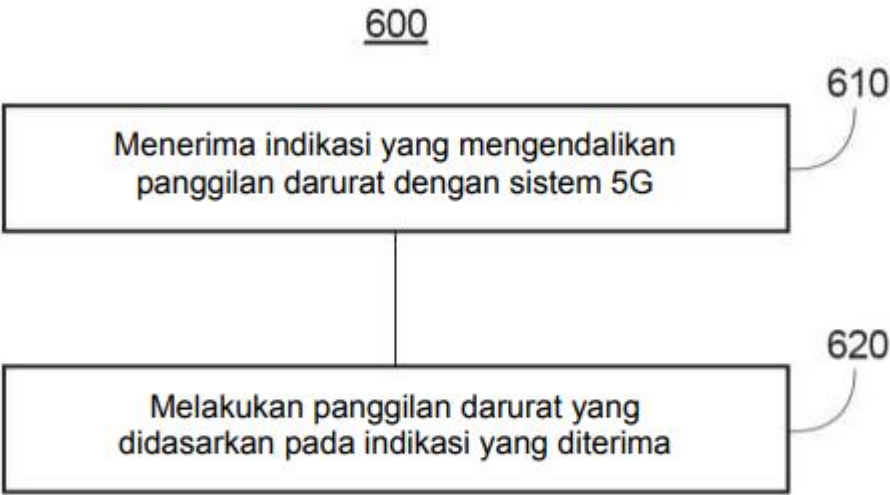 600
610
Menerima indikasi yang mengendalikan
panggilan darurat dengan sistem 5G
620
Melakukan panggilan darurat yang
didasarkan pada indikasi yang diterima